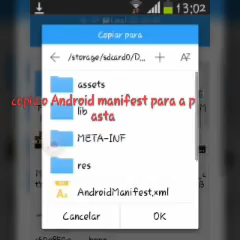 13:02
Copiar para
/storage/sdcard0/D...
AZ
assets
copie o Android manifest para a p
asta
lib
META-INF
res
AndroidManifest.xml
Cancelar
OK